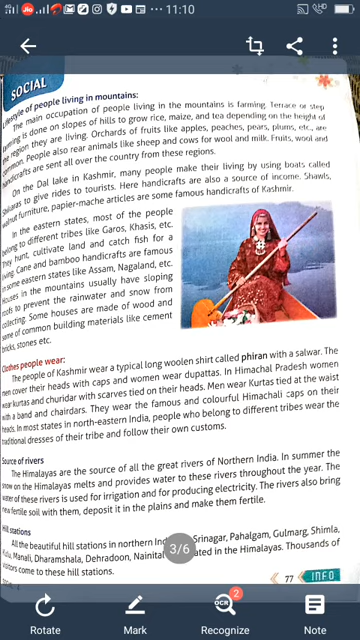 11:10
SOCIAL
Lifestyle of people living in mountains:
The main occupation of people living in the mountains is farming. Terrace or step
farming is done on slopes of hills to grow rice, maize, and tea depending on the height of
the region they are living. Orchards of fruits like apples, peaches, pears, plums, etc., are
common. People also rear animals like sheep and cows for wool and milk. Fruits, wool and
handicrafts are sent all over the country from these regions.
On the Dal lake in Kashmir, many people make their living by using boats called
Shikaras to give rides to tourists. Here handicrafts are also a source of income. Shawls,
walnut furniture, papier-mache articles are some famous handicrafts of Kashmir.
In the eastern states, most of the people
belong to different tribes like Garos, Khasis, etc.
They hunt, cultivate land and catch fish for a
living. Cane and bamboo handicrafts are famous
in some eastern states like Assam, Nagaland, etc.
Houses in the mountains usually have sloping
roofs to prevent the rainwater and snow from
collecting. Some houses are made of wood and
some of common building materials like cement
bricks, stones etc.
Clothes people wear:
The people of Kashmir wear a typical long woolen shirt called phiran with a salwar. The
men cover their heads with caps and women wear dupattas. In Himachal Pradesh women
wear kurtas and churidar with scarves tied on their heads. Men wear Kurtas tied at the waist
with a band and chairdars. They wear the famous and colourful Himachali caps on their
heads. In most states in north-eastern India, people who belong to different tribes wear the
traditional dresses of their tribe and follow their own customs.
Source of rivers
The Himalayas are the source of all the great rivers of Northern India. In summer the
snow on the Himalayas melts and provides water to these rivers throughout the year. The
water of these rivers is used for irrigation and for producing electricity. The rivers also bring
new fertile soil with them, deposit it in the plains and make them fertile.
Hill stations
All the beautiful hill stations in northern Srinagar, Pahalgam, Gulmarg, Shimla,
Manali, Dharamshala, Dehradoon, Nainital in the Himalayas. Thousands of
visitors come to these hill stations.
3/6
77 INFO
2
OCR
Rotate Mark Recognize Note